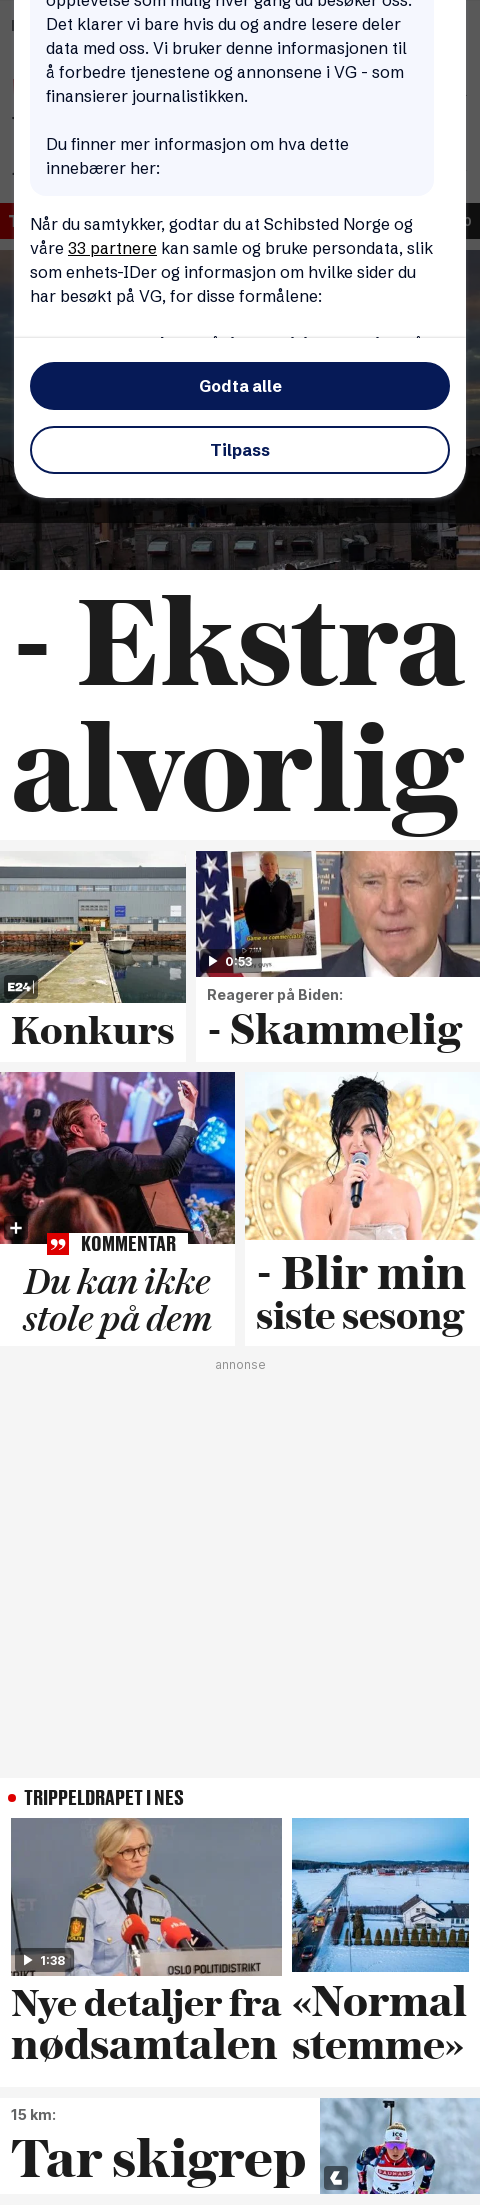 opplevelse som mulig hver gang du besøker oss.
Det klarer vi bare hvis du og andre lesere deler
data med oss. Vi bruker denne informasjonen til
å forbedre tjenestene og annonsene i VG - som
finansierer journalistikken.
Du finner mer informasjon om hva dette
innebærer her:
Når du samtykker, godtar du at Schibsted Norge og
våre 33 partnere kan samle og bruke persondata, slik
som enhets-IDer og informasjon om hvilke sider du
har besøkt på VG, for disse formålene:
Godta alle
Tilpass
- Ekstra
alvorlig
E24
Konkurs
0:53
Reagerer på Biden:
- Skammelig
KOMMENTAR
Du kan ikke
stole på dem
- Blir min
siste sesong
annonse
TRIPPELDRAPET I NES
POLITI
OSLO POLITIDISTRIKT
1:38
Nye detaljer fra
nødsamtalen
«Normal
stemme»
15 km:
Tar skigrep
3